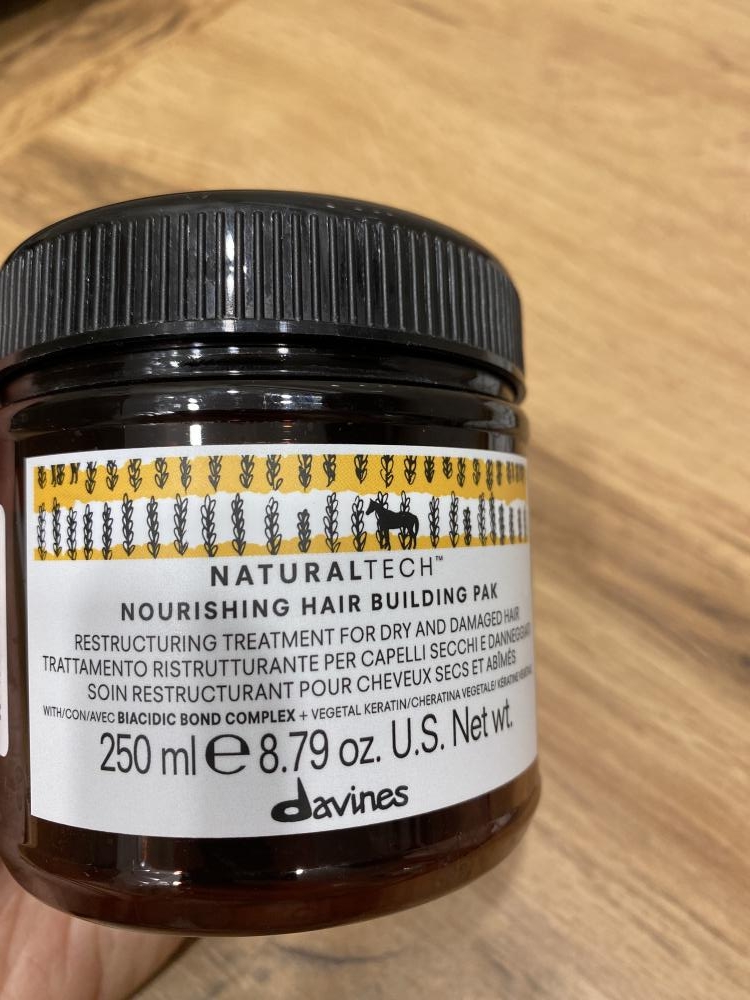 NATURALTECH™
NOURISHING HAIR BUILDING PAK
RESTRUCTURING TREATMENT FOR DRY AND DAMAGED HAIR
TRATTAMENTO RISTRUTTURANTE PER CAPELLI SECCHI E DANNEGGIATI
SOIN RESTRUCTURANT POUR CHEVEUX SECS ET ABÎMÉS
WITH/CON/AVEC BIACIDIC BOND COMPLEX + VEGETAL KERATIN/CHERATINA VEGETALE/ KÉRATINE
250 ml e 8.79 oz. U.S. Net wt.
davines